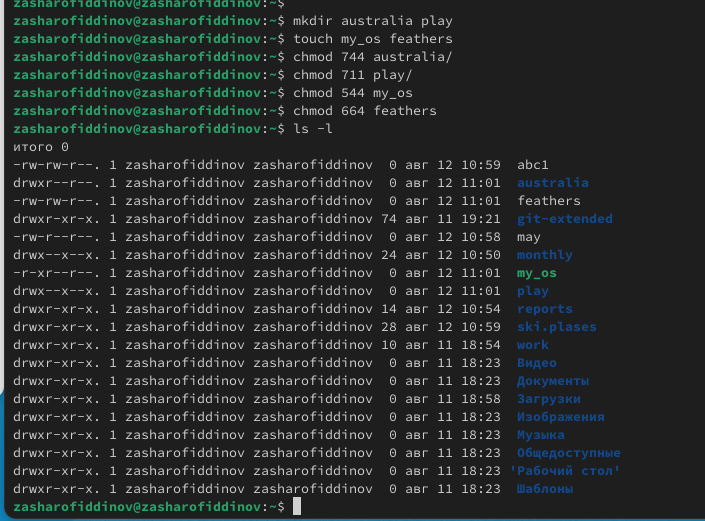 zasharofiddinov@zasharofiddinov:~$
zasharofiddinov@zasharofiddinov:~$ mkdir australia play
zasharofiddinov@zasharofiddinov:~$ touch my_os feathers
zasharofiddinov@zasharofiddinov:~$ chmod 744 australia/
zasharofiddinov@zasharofiddinov:~$ chmod 711 play/
zasharofiddinov@zasharofiddinov:~$ chmod 544 my_os
zasharofiddinov@zasharofiddinov:~$ chmod 664 feathers
zasharofiddinov@zasharofiddinov:~$ ls -l
итого 0
-rw-rw-r--. 1 zasharofiddinov zasharofiddinov  0 авг 12 10:59  abc1
drwxr--r--. 1 zasharofiddinov zasharofiddinov  0 авг 12 11:01  australia
-rw-rw-r--. 1 zasharofiddinov zasharofiddinov  0 авг 12 11:01  feathers
drwxr-xr-x. 1 zasharofiddinov zasharofiddinov 74 авг 11 19:21  git-extended
-rw-r--r--. 1 zasharofiddinov zasharofiddinov  0 авг 12 10:58  may
drwx--x--x. 1 zasharofiddinov zasharofiddinov 24 авг 12 10:50  monthly
-r-xr--r--. 1 zasharofiddinov zasharofiddinov  0 авг 12 11:01  my_os
drwx--x--x. 1 zasharofiddinov zasharofiddinov  0 авг 12 11:01  play
drwxr-xr-x. 1 zasharofiddinov zasharofiddinov 14 авг 12 10:54  reports
drwxr-xr-x. 1 zasharofiddinov zasharofiddinov 28 авг 12 10:59  ski.plases
drwxr-xr-x. 1 zasharofiddinov zasharofiddinov 10 авг 11 18:54  work
drwxr-xr-x. 1 zasharofiddinov zasharofiddinov  0 авг 11 18:23  Видео
drwxr-xr-x. 1 zasharofiddinov zasharofiddinov  0 авг 11 18:23  Документы
drwxr-xr-x. 1 zasharofiddinov zasharofiddinov  0 авг 11 18:58  Загрузки
drwxr-xr-x. 1 zasharofiddinov zasharofiddinov  0 авг 11 18:23  Изображения
drwxr-xr-x. 1 zasharofiddinov zasharofiddinov  0 авг 11 18:23  Музыка
drwxr-xr-x. 1 zasharofiddinov zasharofiddinov  0 авг 11 18:23  Общедоступные
drwxr-xr-x. 1 zasharofiddinov zasharofiddinov  0 авг 11 18:23 'Рабочий стол'
drwxr-xr-x. 1 zasharofiddinov zasharofiddinov  0 авг 11 18:23  Шаблоны
zasharofiddinov@zasharofiddinov:~$